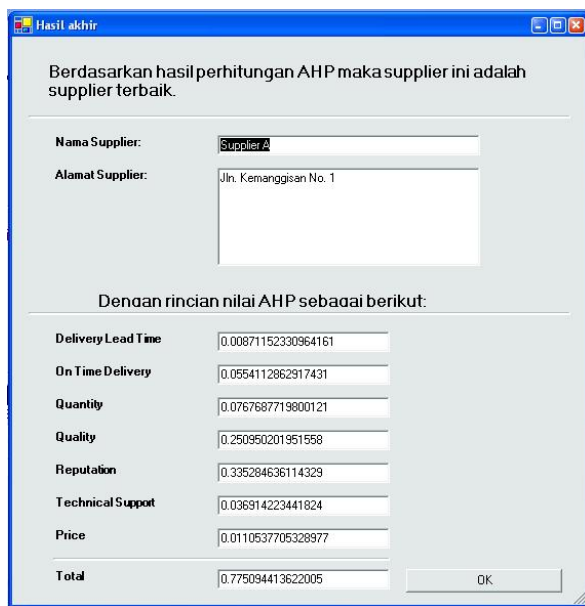 Hasil akhir
Berdasarkan hasil perhitungan AHP maka supplier ini adalah
supplier terbaik.
Nama Supplier: Supplier A
Alamat Supplier: Jln. Kemanggisan No. 1
Dengan rincian nilai AHP sebagai berikut:
Delivery Lead Time 0.00871152330964161
On Time Delivery 0.0554112862917431
Quantity 0.0767687719800121
Quality 0.250950201951558
Reputation 0.335284636114329
Technical Support 0.036914223441824
Price 0.0110537705328977
Total 0.775094413622005 OK